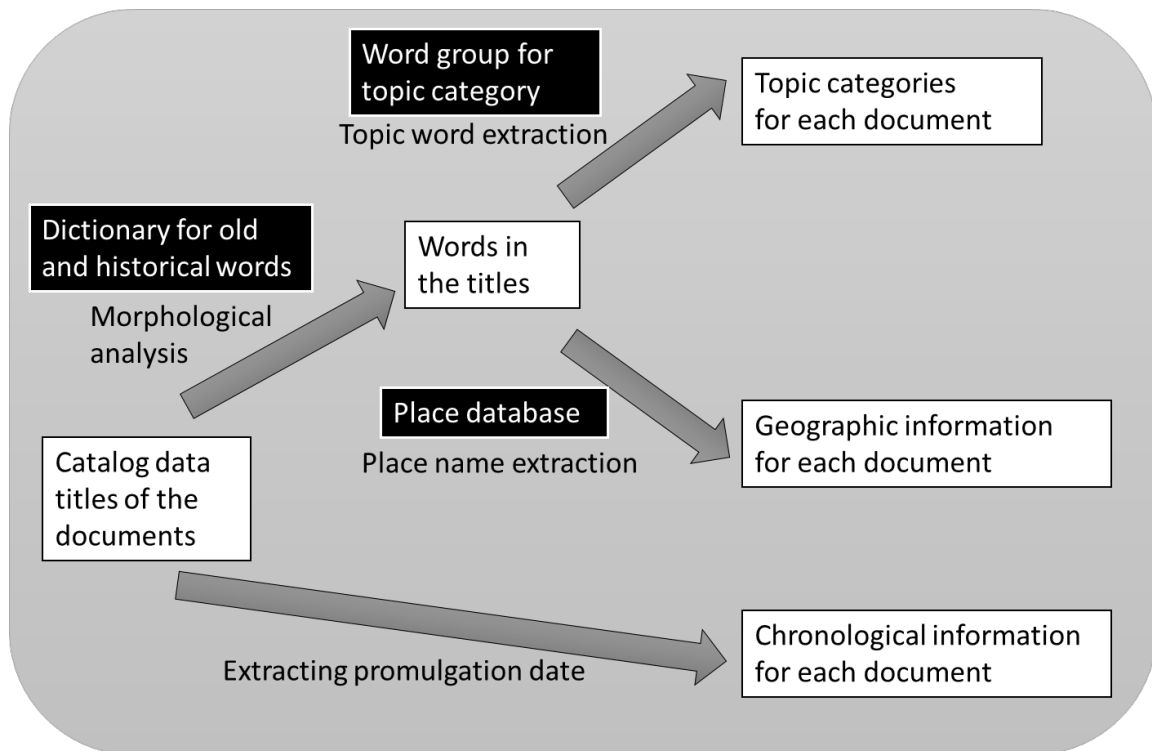 Word group for
topic category
Topic word extraction
Topic categories
for each document
Dictionary for old
and historical words
Morphological
analysis
Words in
the titles
Place database
Place name extraction
Geographic information
for each document
Catalog data
titles of the
documents
Extracting promulgation date
Chronological information
for each document